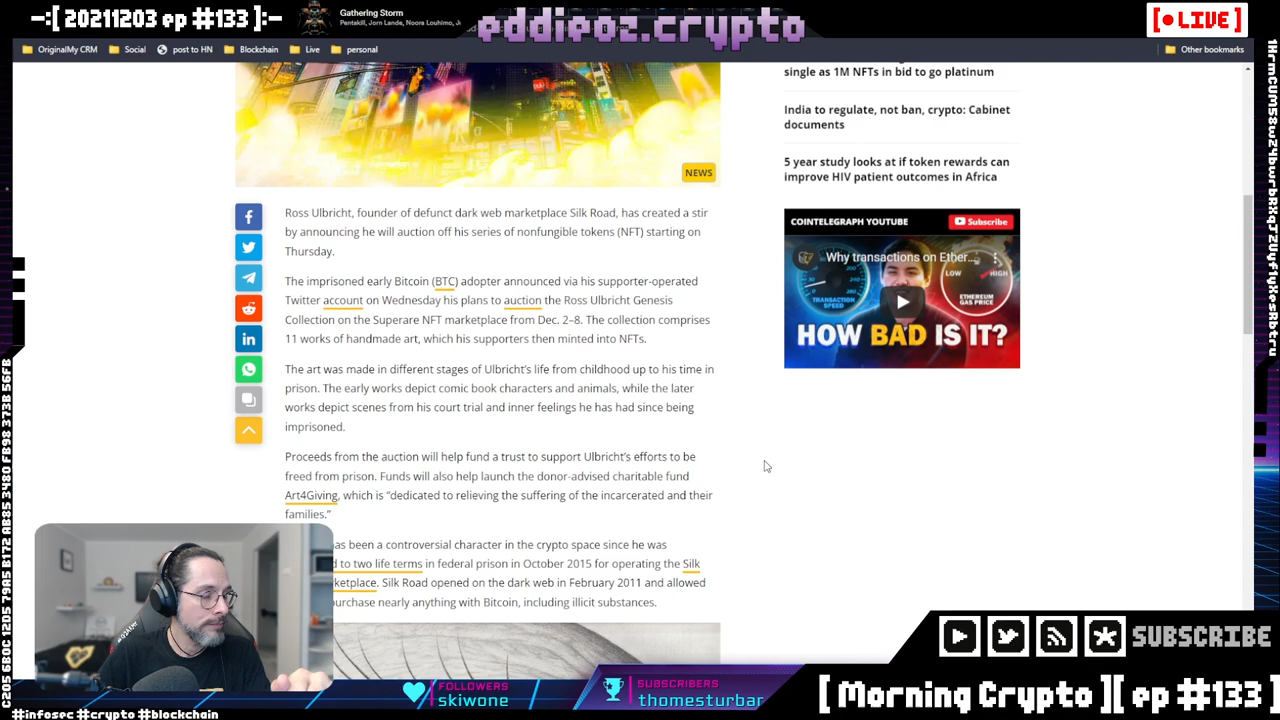 -:[ 20211203 ep #133 ]:-
Gathering Storm
Pentakill, Jorn Lande, Noora Louhimo, J
eddieoz.crypto
[ LIVE ]
OriginalMy CRM
Social
post to HN
Blockchain
Live
personal
Other bookmarks
single as 1M NFTs in bid to go platinum
India to regulate, not ban, crypto: Cabinet
documents
5 year study looks at if token rewards can
improve HIV patient outcomes in Africa
NEWS
COINTELEGRAPH YOUTUBE
Subscribe
Why transactions on Ether...
TRANSACTION
SPEED
LOW
HIGH
ETHEREUM
GAS PRICE
HOW BAD IS IT?
Ross Ulbricht, founder of defunct dark web marketplace Silk Road, has created a stir
by announcing he will auction off his series of nonfungible tokens (NFT) starting on
Thursday.
The imprisoned early Bitcoin (BTC) adopter announced via his supporter-operated
Twitter account on Wednesday his plans to auction the Ross Ulbricht Genesis
Collection on the Superare NFT marketplace from Dec. 2–8. The collection comprises
11 works of handmade art, which his supporters then minted into NFTs.
The art was made in different stages of Ulbricht's life from childhood up to his time in
prison. The early works depict comic book characters and animals, while the later
works depict scenes from his court trial and inner feelings he has had since being
imprisoned.
Proceeds from the auction will help fund a trust to support Ulbricht's efforts to be
freed from prison. Funds will also help launch the donor-advised charitable fund
Art4Giving, which is "dedicated to relieving the suffering of the incarcerated and their
families."
as been a controversial character in the crypto space since he was
d to two life terms in federal prison in October 2015 for operating the Silk
ketplace. Silk Road opened on the dark web in February 2011 and allowed
urchase nearly anything with Bitcoin, including illicit substances.
SUBSCRIBE
FOLLOWERS
skiwone
SUBSCRIBERS
thomesturbar
[ Morning Crypto ][ ep #133 ]
#infosec #crypto #blockchain